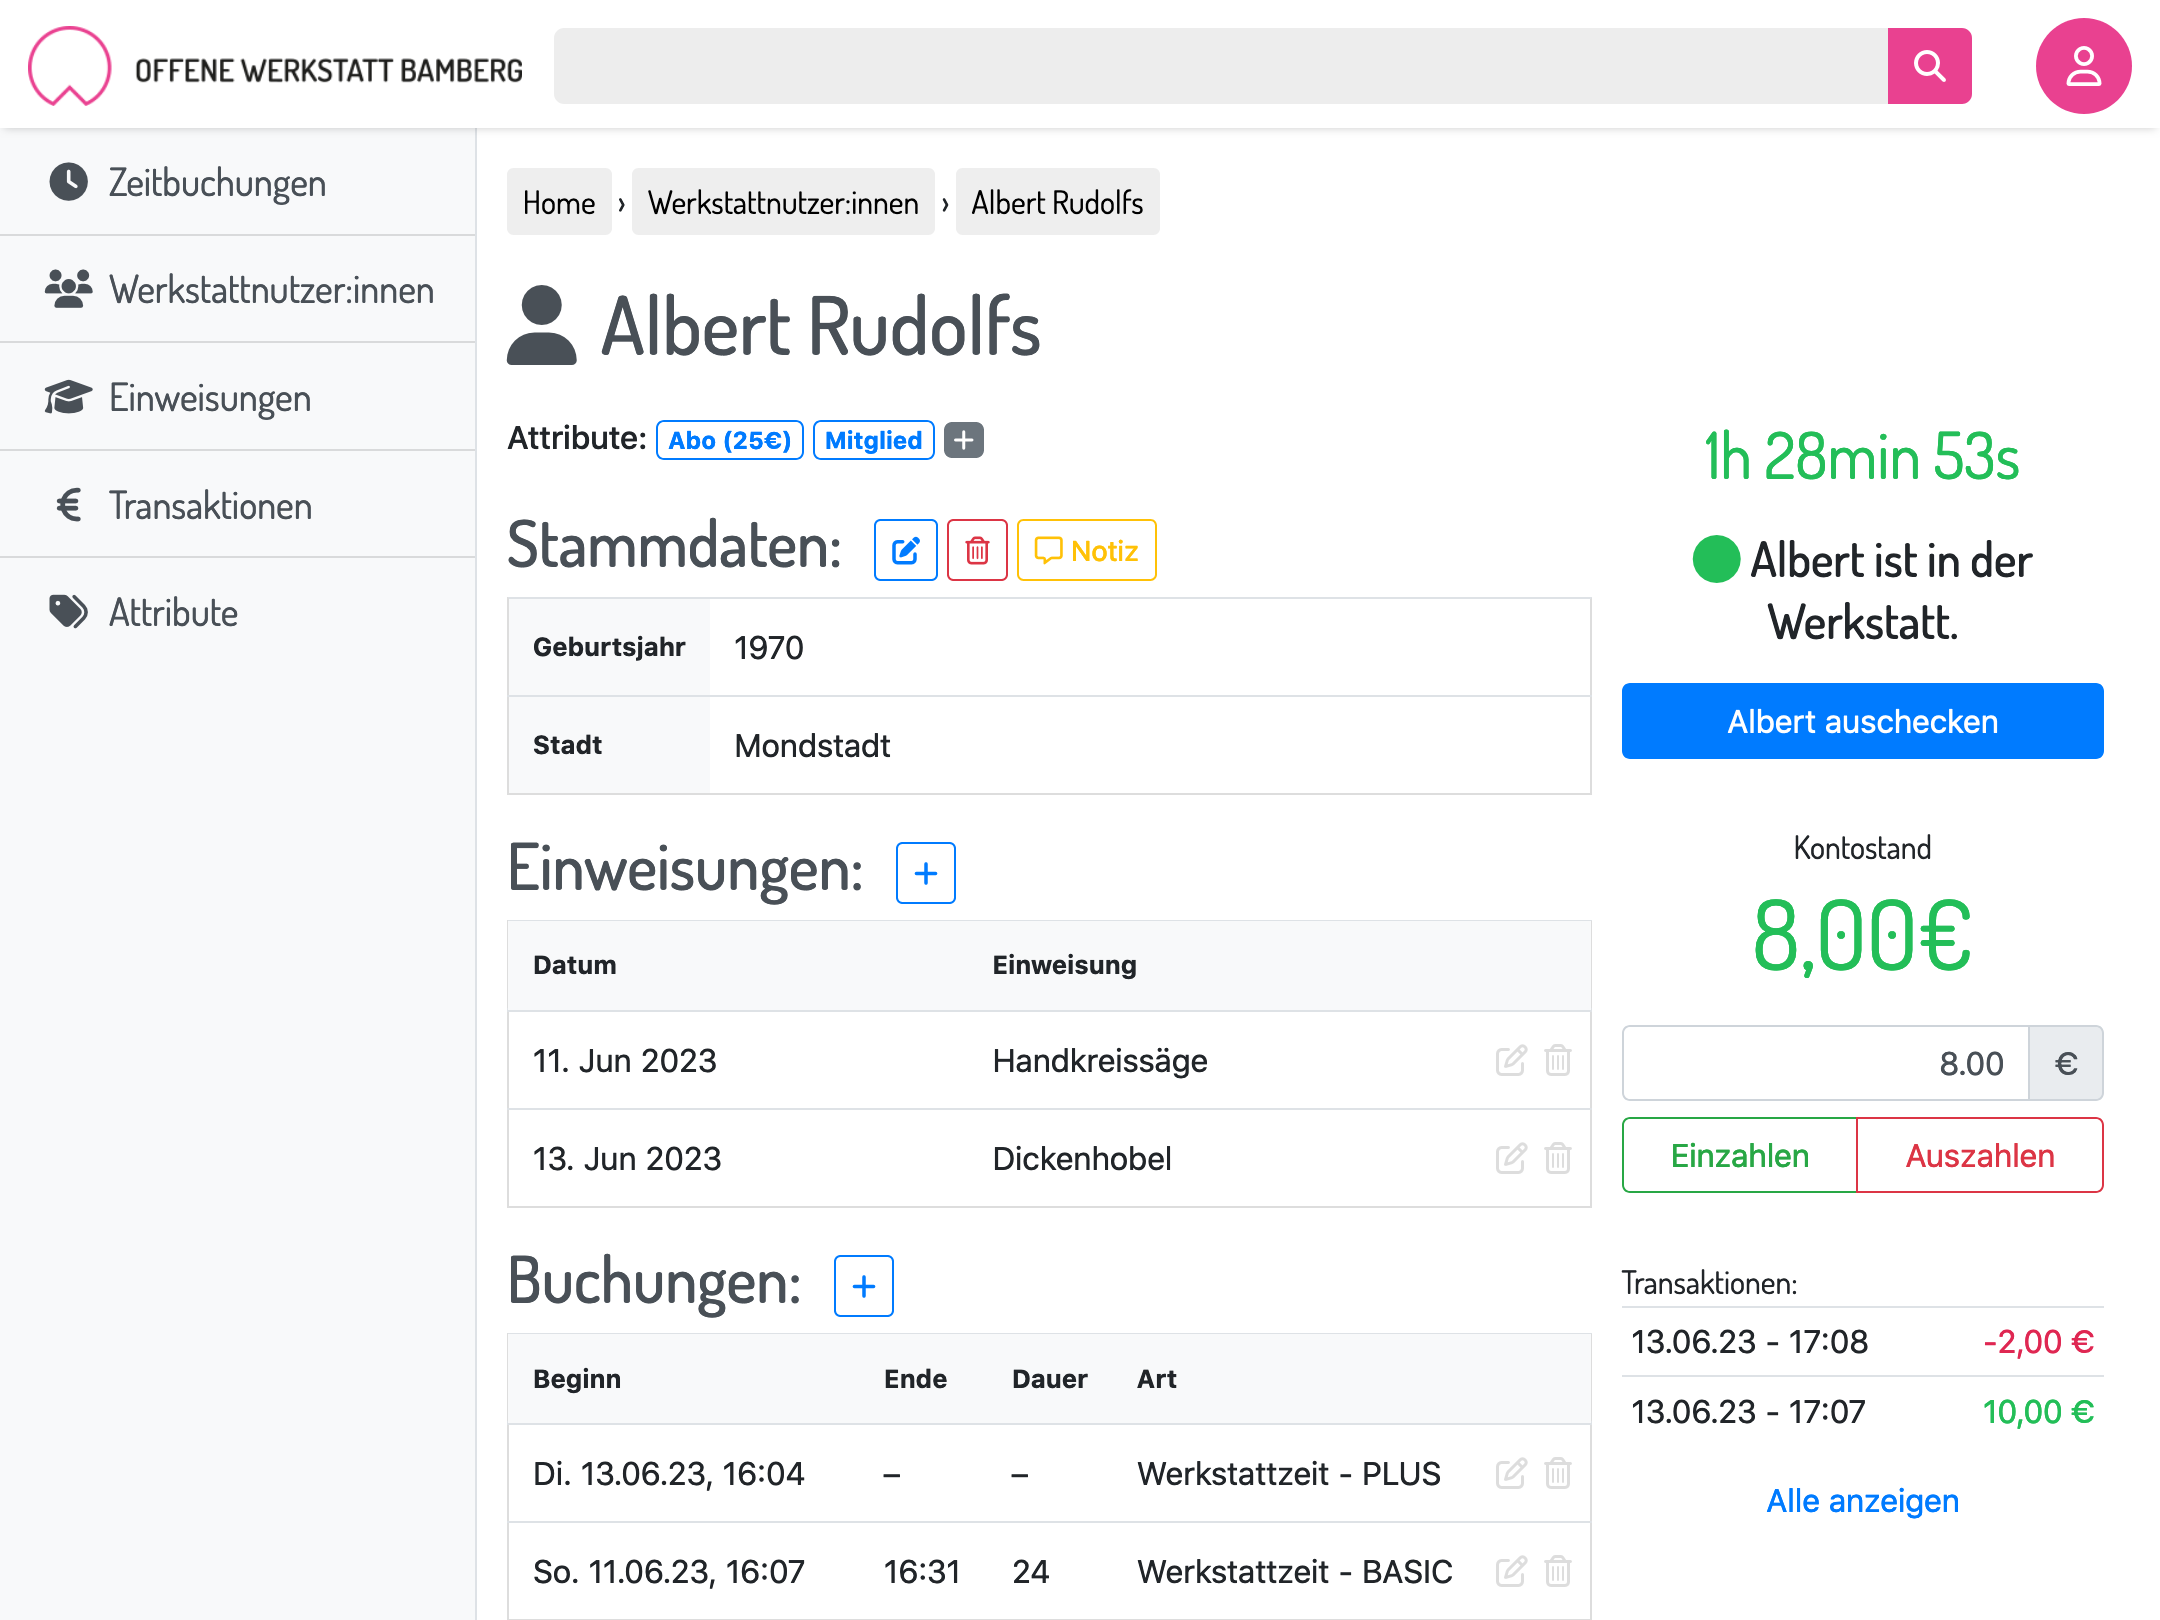 OFFENE WERKSTATT BAMBERG
Zeitbuchungen
Werkstattnutzer:innen
Einweisungen
€ Transaktionen
Attribute
Home › Werkstattnutzer:innen › Albert Rudolfs
Albert Rudolfs
Attribute: Abo (25€) Mitglied +
Stammdaten: Notiz
Geburtsjahr 1970
Stadt Mondstadt
Einweisungen: +
Datum Einweisung
11. Jun 2023 Handkreissäge
13. Jun 2023 Dickenhobel
Buchungen: +
Beginn Ende Dauer Art
Di. 13.06.23, 16:04 – – Werkstattzeit - PLUS
So. 11.06.23, 16:07 16:31 24 Werkstattzeit - BASIC
1h 28min 53s
Albert ist in der
Werkstatt.
Albert auschecken
Kontostand
8,00€
8.00 €
Einzahlen Auszahlen
Transaktionen:
13.06.23 - 17:08 -2,00 €
13.06.23 - 17:07 10,00 €
Alle anzeigen